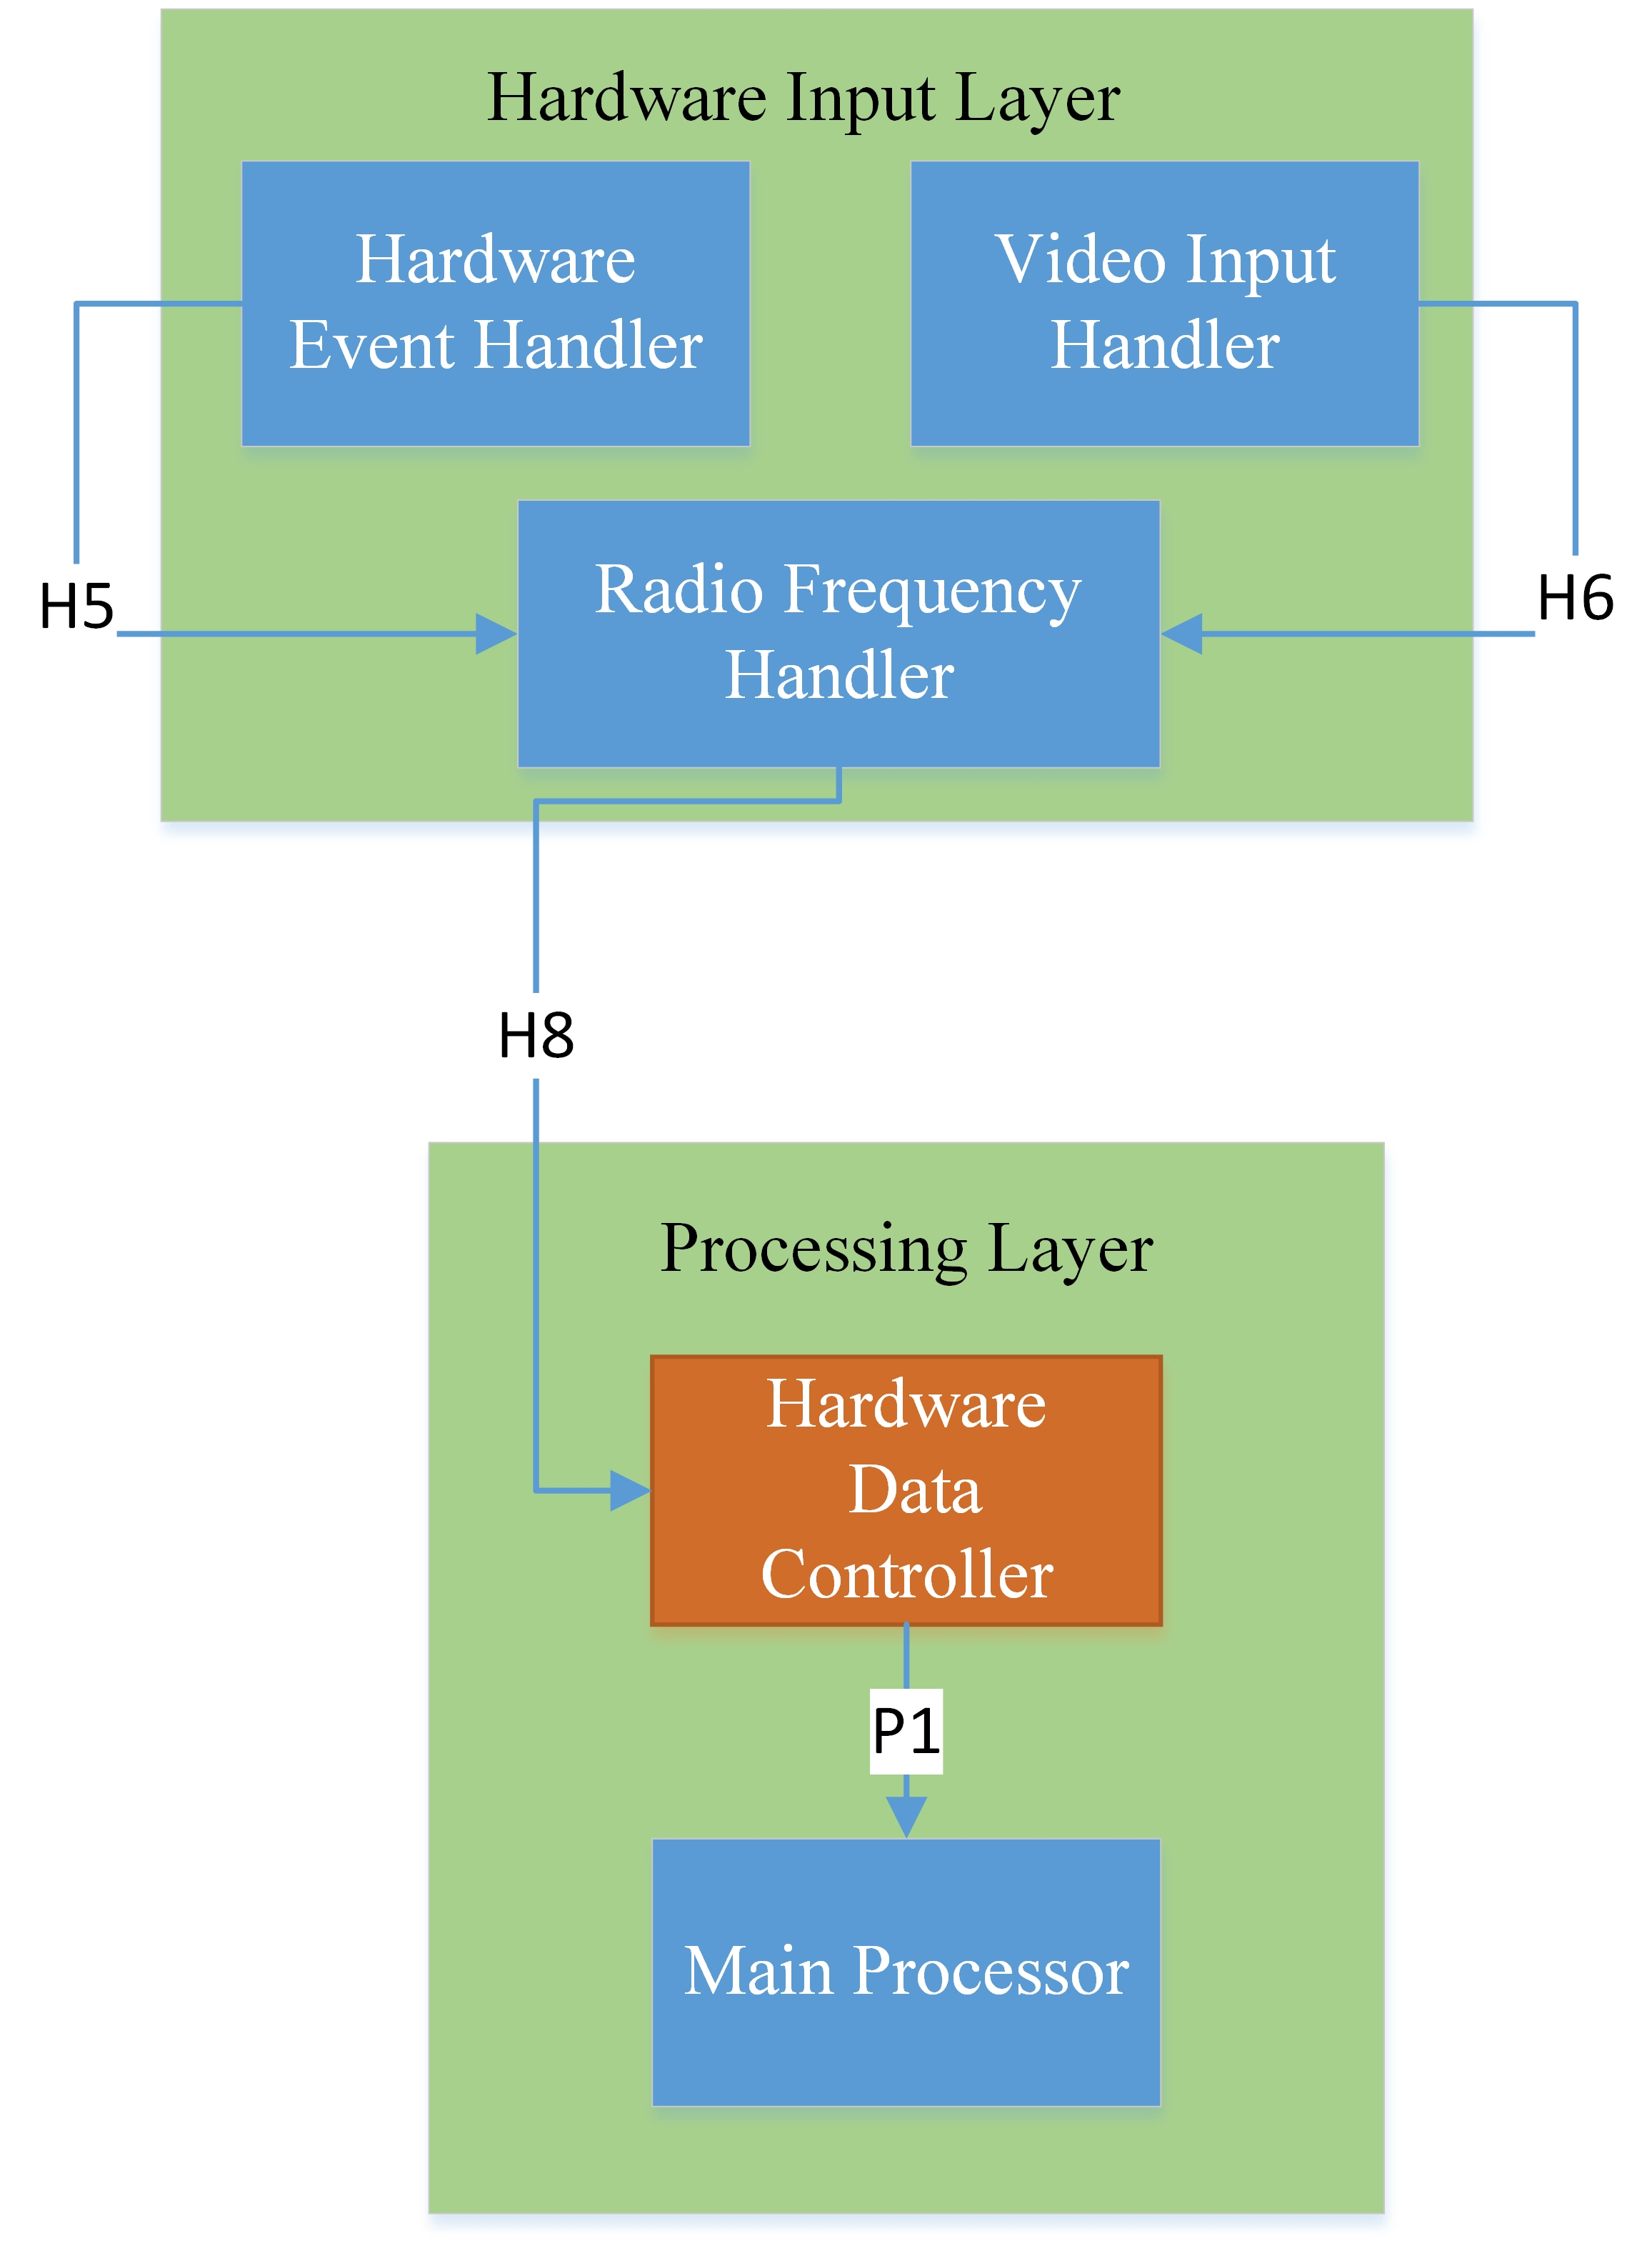 Hardware Input Layer
Hardware
Event Handler
Video Input
Handler
H5
Radio Frequency
Handler
H6
H8
Processing Layer
Hardware
Data
Controller
P1
Main Processor